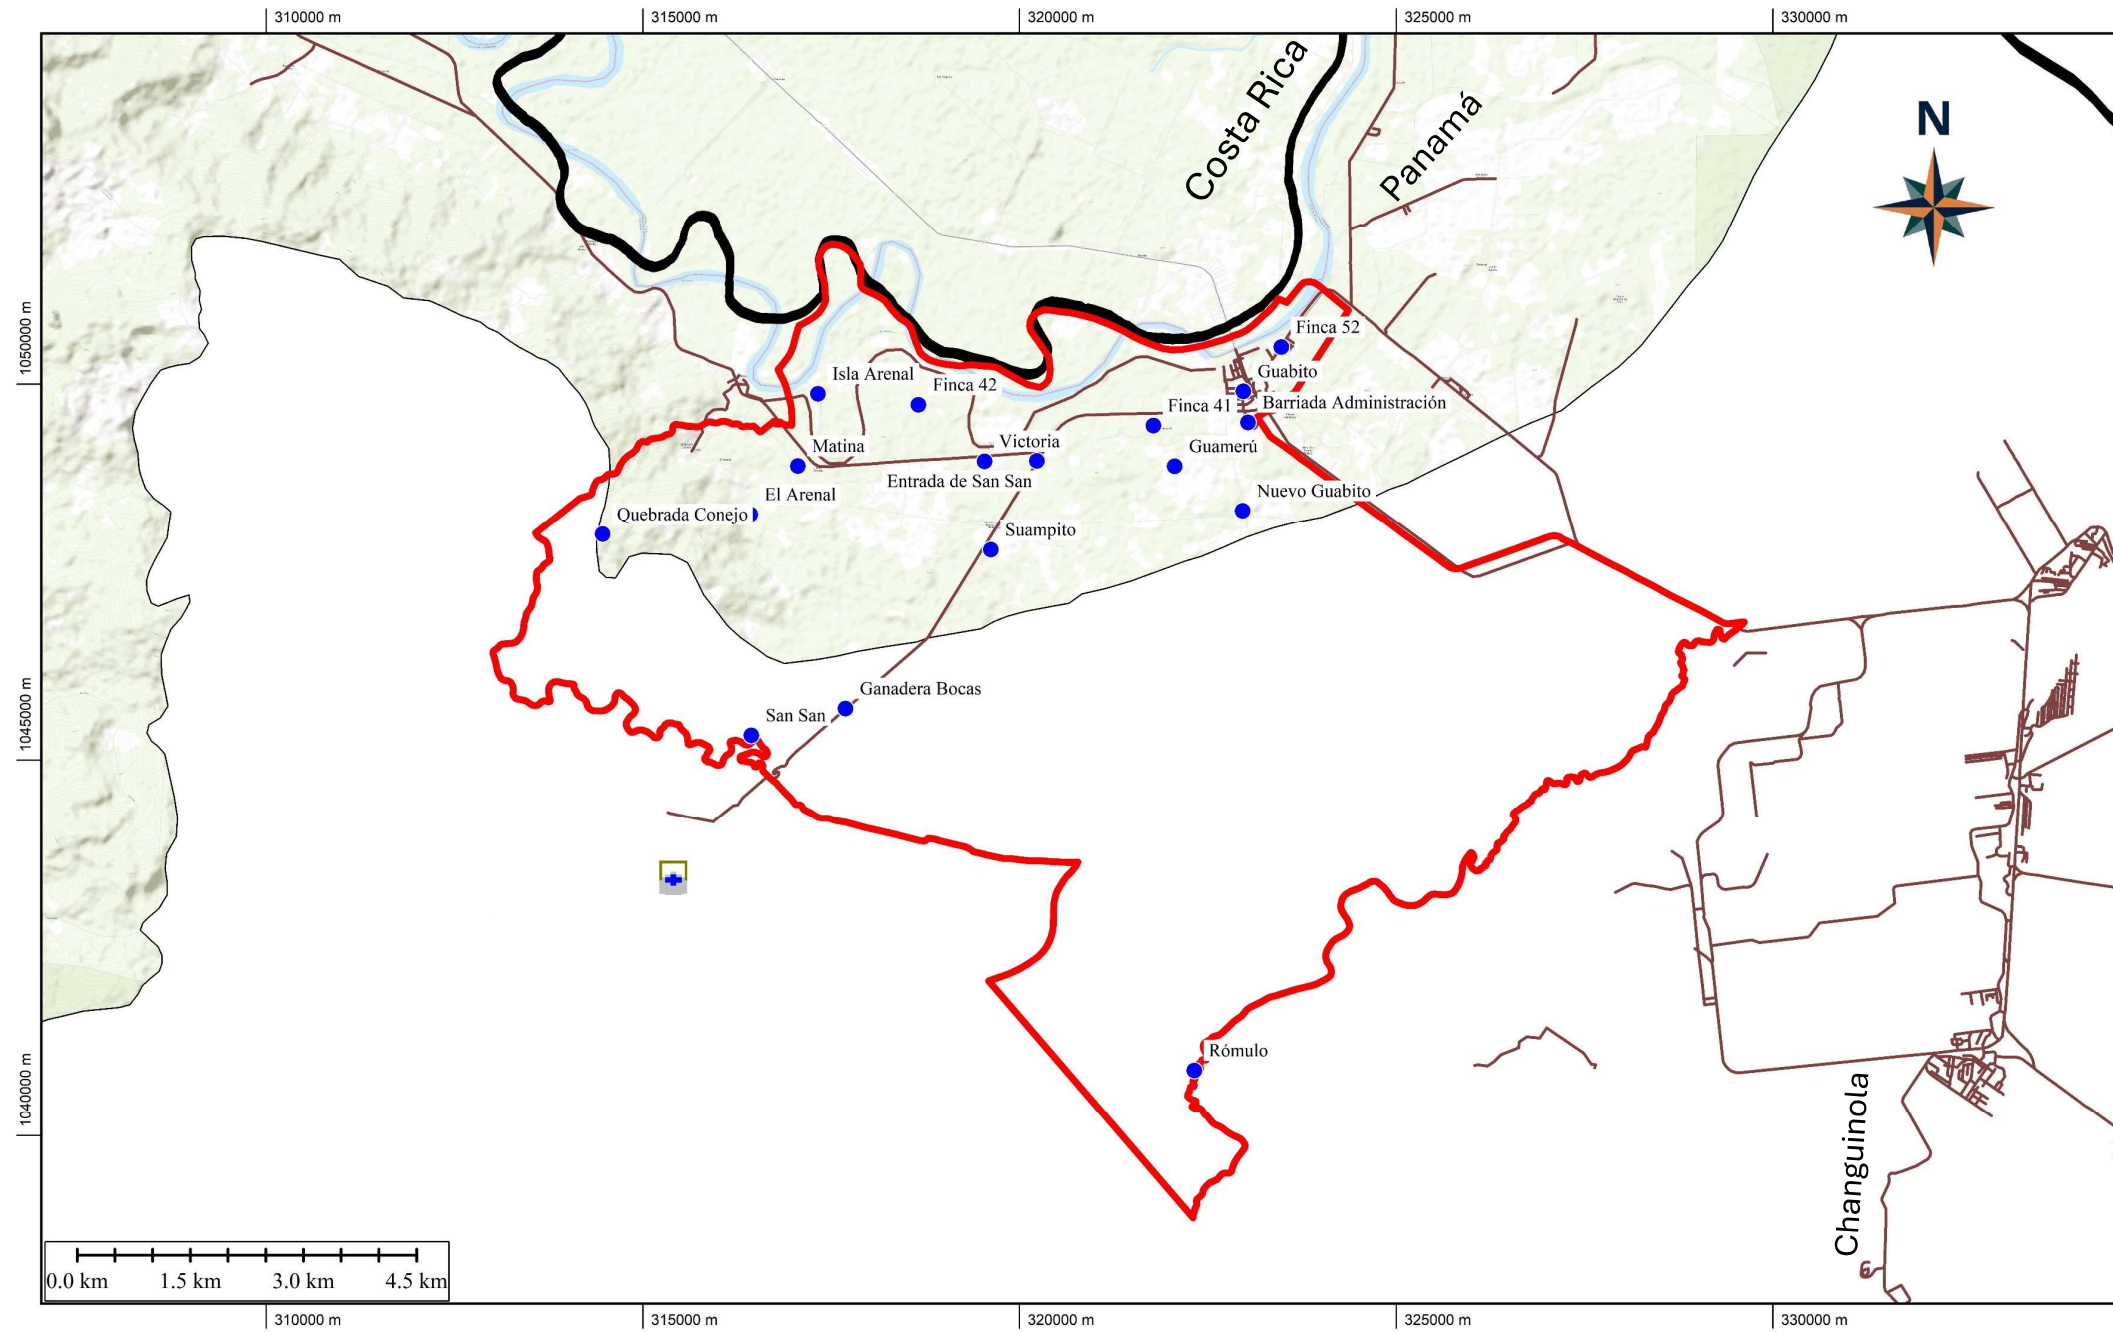 310000 m
315000 m
320000 m
325000 m
330000 m
Costa Rica
Panamá
N
1050000 m
Finca 52
Isla Arenal
Guabito
Finca 42
Finca 41
Barriada Administración
Matina
Victoria
Guamerú
Entrada de San San
El Arenal
Nuevo Guabito
Quebrada Conejo
Suampito
1045000 m
Ganadera Bocas
San San
1040000 m
Rómulo
Changuinola
0.0 km
1.5 km
3.0 km
4.5 km
310000 m
315000 m
320000 m
325000 m
330000 m